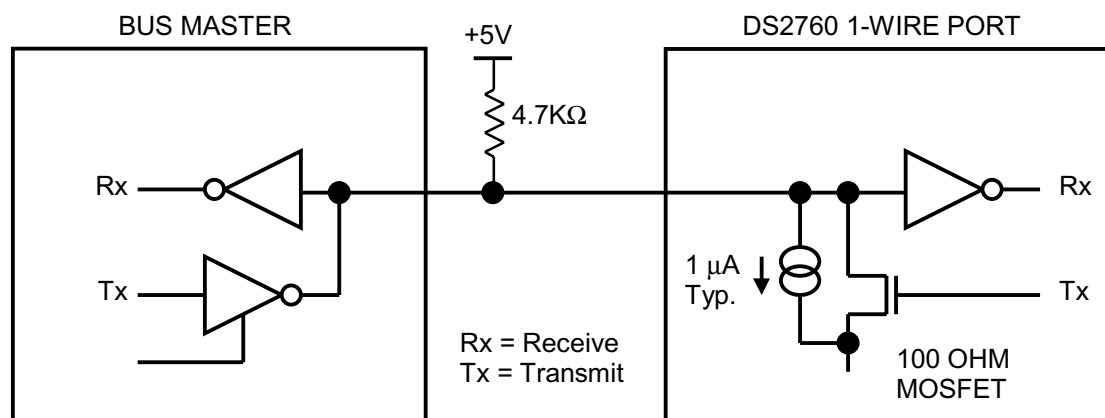 BUS MASTER
DS2760 1-WIRE PORT
+5V
4.7KΩ
Rx
Rx
1 μA
Typ.
Tx
Tx
Rx = Receive
Tx = Transmit
100 OHM
MOSFET